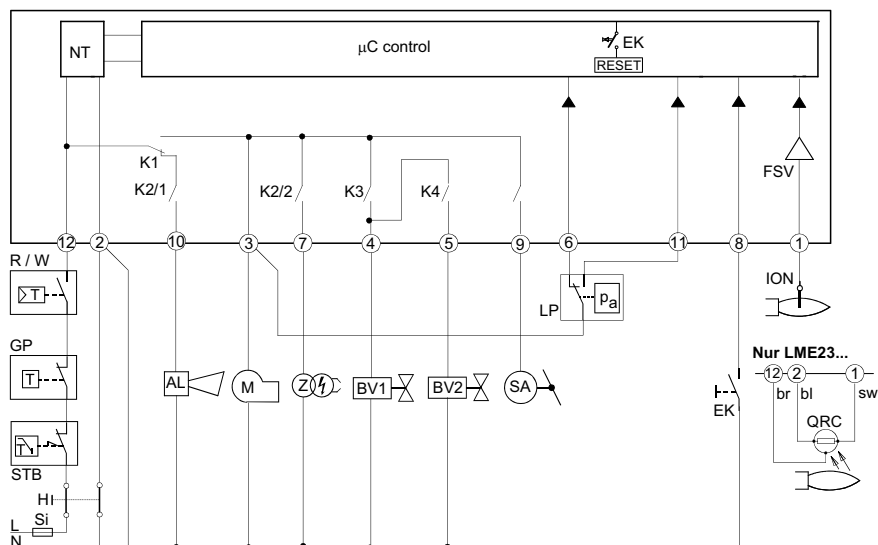 NT
µC control
EK
RESET
K1
K2/1
K2/2
K3
K4
FSV
12
2
10
3
7
4
5
9
6
11
8
1
R / W
T
LP
pa
ION
GP
T
AL
M
Z
BV1
BV2
SA
EK
Nur LME23...
12
2
1
br
bl
sw
QRC
T
STB
H
Si
L
N